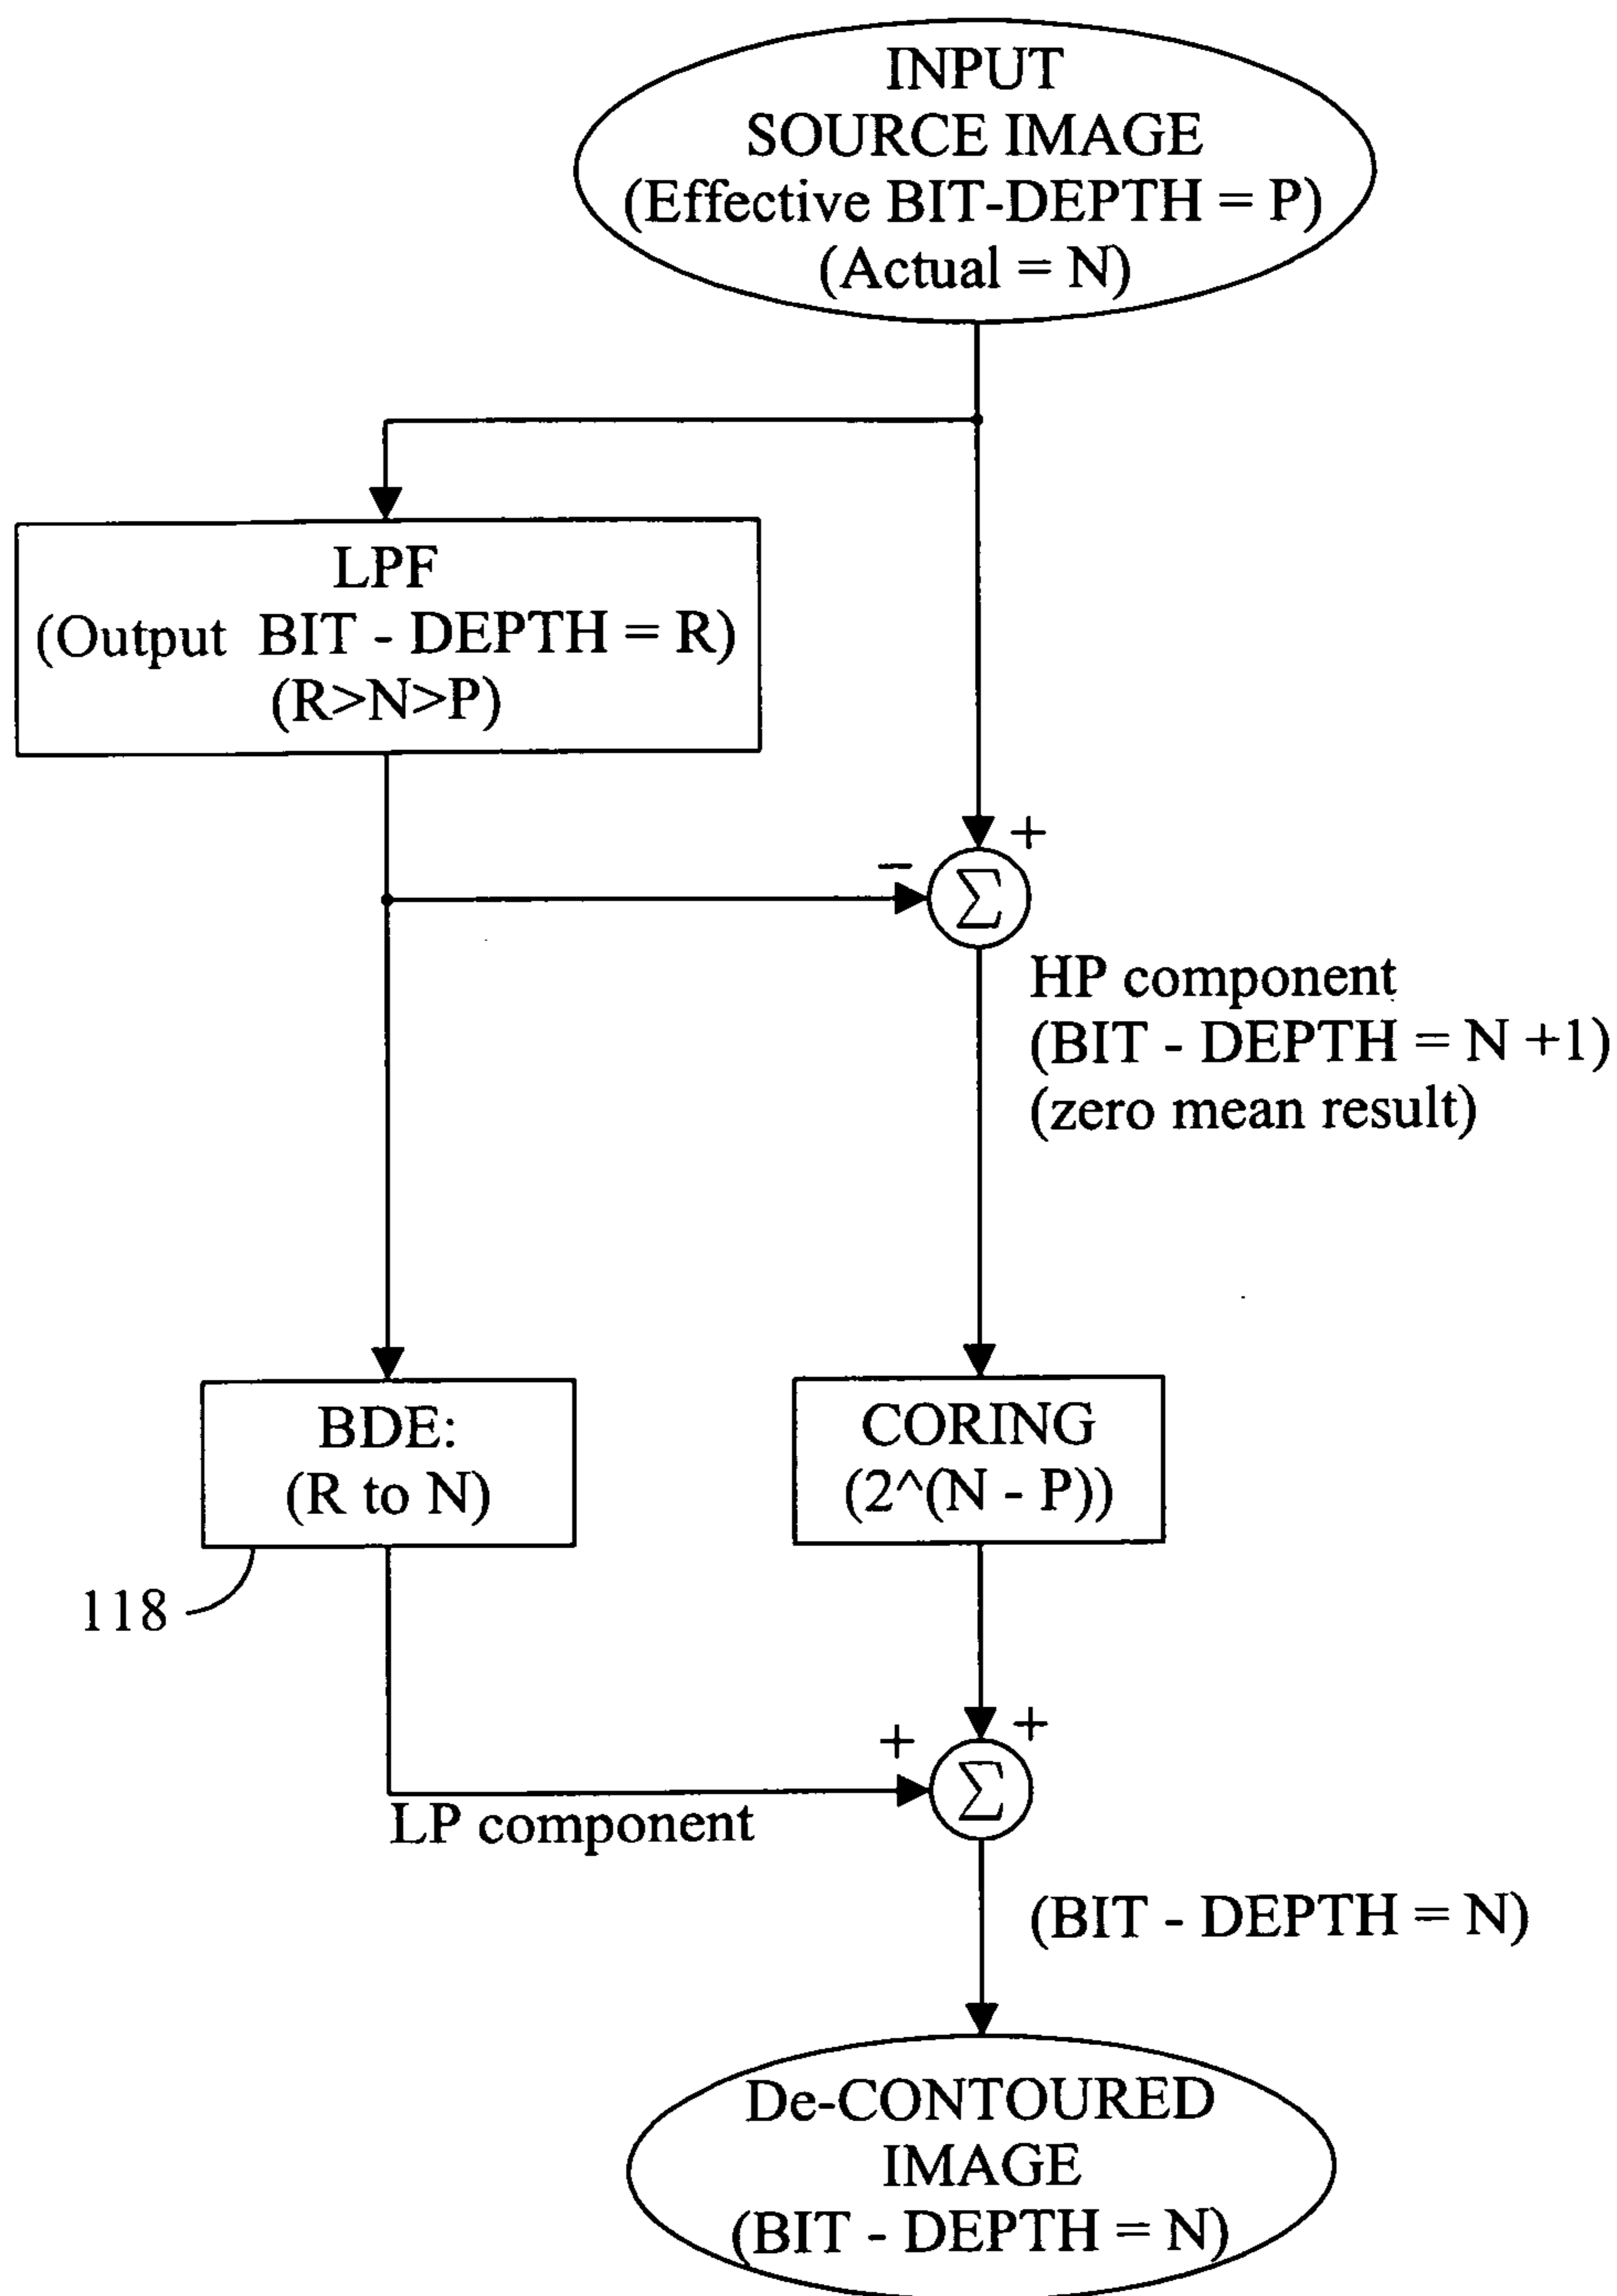 INPUT
SOURCE IMAGE
(Effective BIT-DEPTH = P)
(Actual = N)
LPF
(Output BIT - DEPTH = R)
(R>N>P)
+
−
Σ
HP component
(BIT - DEPTH = N +1)
(zero mean result)
BDE:
(R to N)
CORING
(2^(N - P))
118
+
+
Σ
LP component
(BIT - DEPTH = N)
De-CONTOURED
IMAGE
(BIT - DEPTH = N)